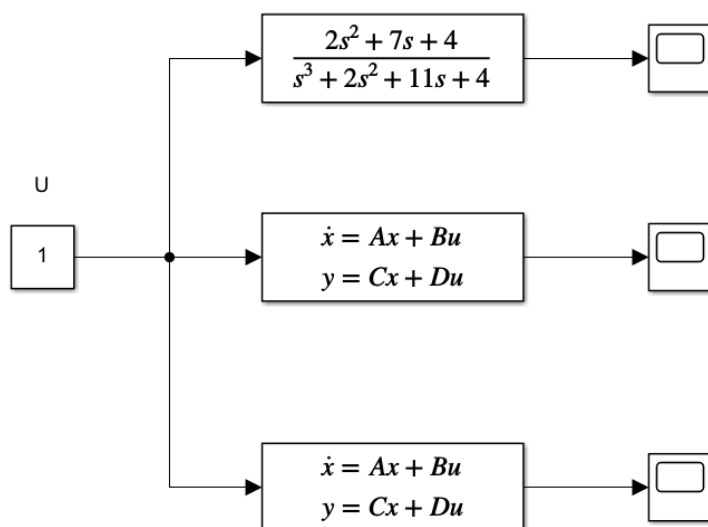 2s² + 7s + 4
s³ + 2s² + 11s + 4
U
1
ẋ = Ax + Bu
y = Cx + Du
ẋ = Ax + Bu
y = Cx + Du